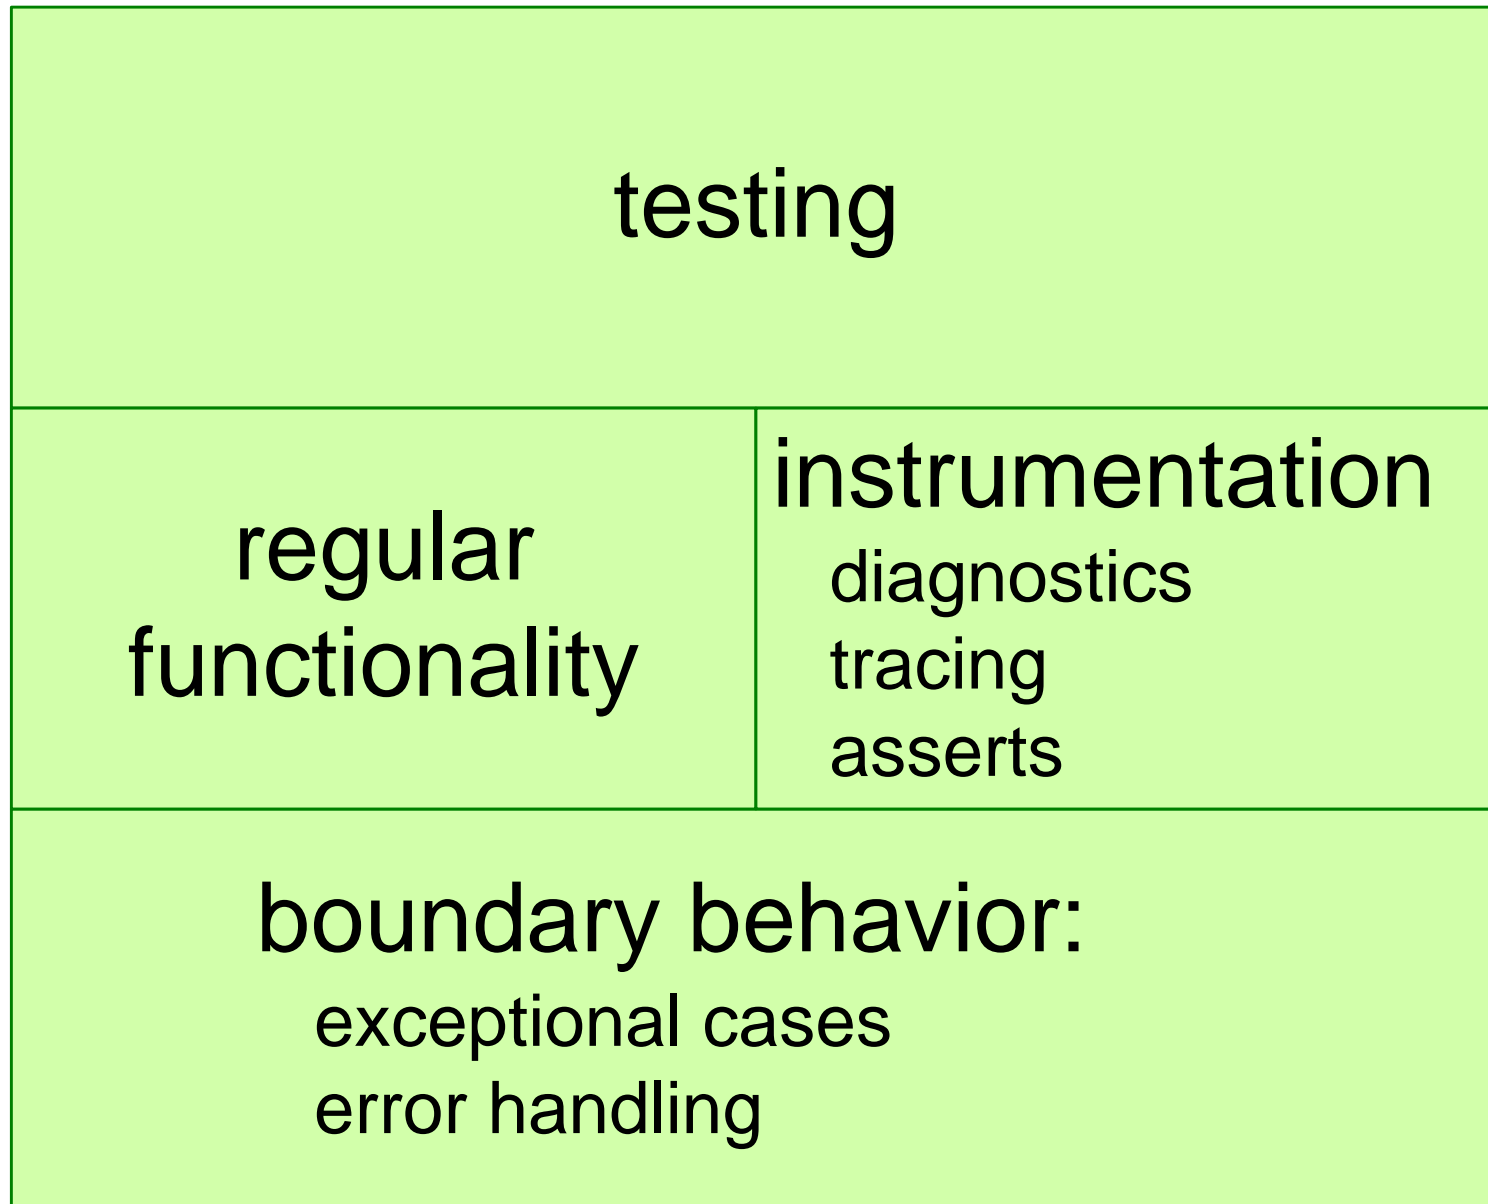 testing
regular
functionality
instrumentation
diagnostics
tracing
asserts
boundary behavior:
exceptional cases
error handling